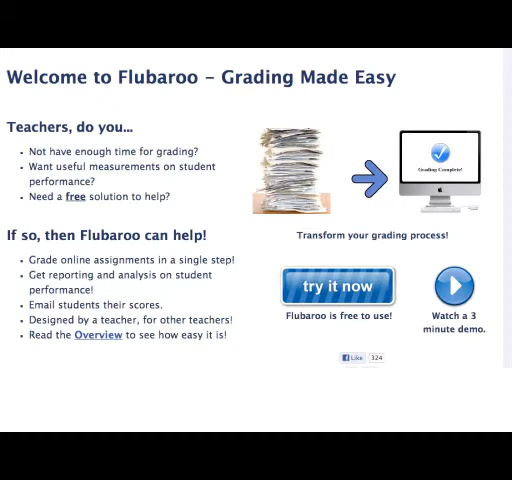 Welcome to Flubaroo - Grading Made Easy
Teachers, do you...
• Not have enough time for grading?
• Want useful measurements on student
performance?
• Need a free solution to help?
Grading Complete!
Transform your grading process!
If so, then Flubaroo can help!
• Grade online assignments in a single step!
• Get reporting and analysis on student
performance!
• Email students their scores.
• Designed by a teacher, for other teachers!
• Read the Overview to see how easy it is!
try it now
Flubaroo is free to use!
Watch a 3
minute demo.
Like 324